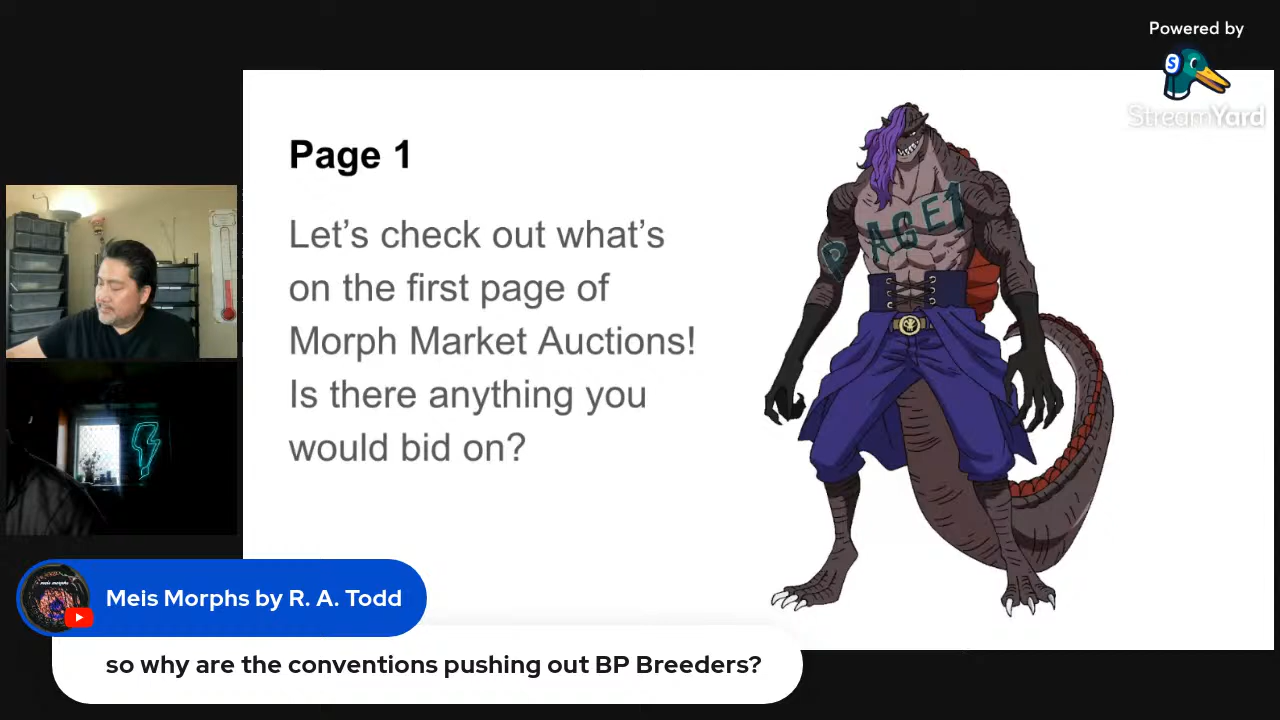 Powered by
S
StreamYard
Page 1
Let's check out what's
on the first page of
Morph Market Auctions!
Is there anything you
would bid on?
PAGE1
Meis Morphs by R. A. Todd
so why are the conventions pushing out BP Breeders?